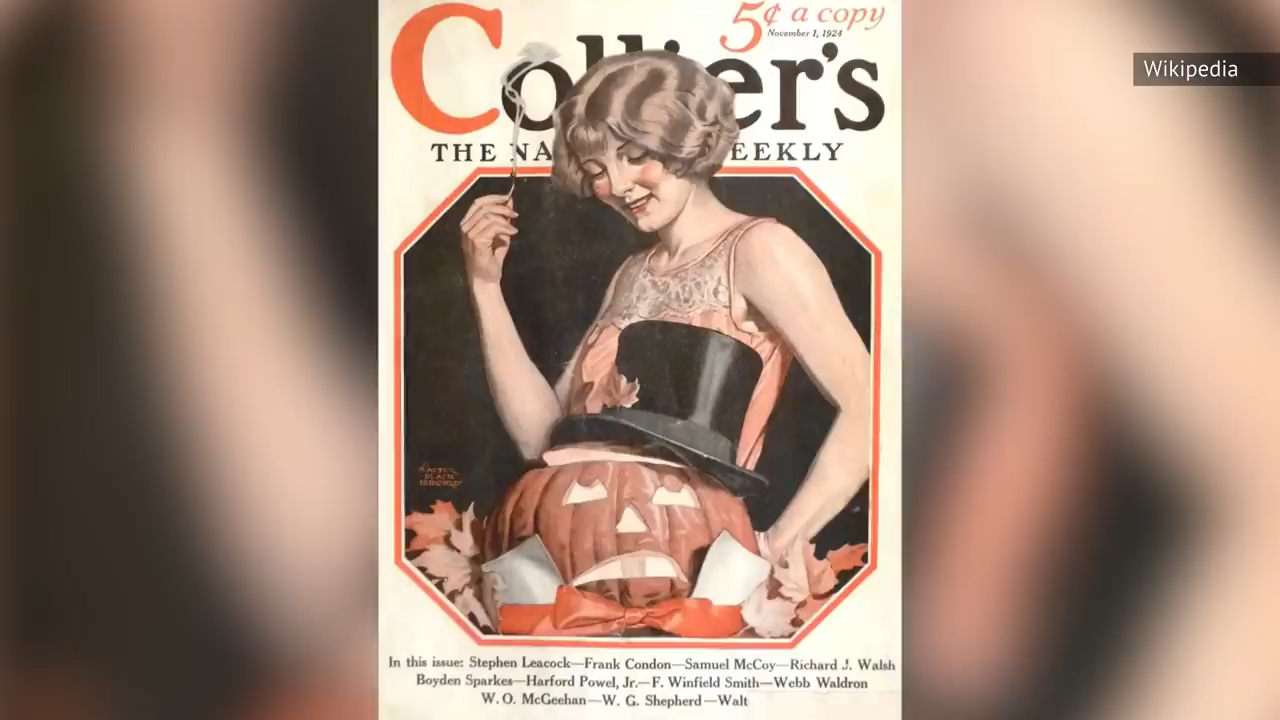 5¢ a copy
November 1, 1924
Collier's
THE NA EEKLY
Wikipedia
In this issue: Stephen Leacock—Frank Condon—Samuel McCoy—Richard J. Walsh
Boyden Sparkes—Harford Powel, Jr.—F. Winfield Smith—Webb Waldron
W. O. McGeehan—W. G. Shepherd—Walt